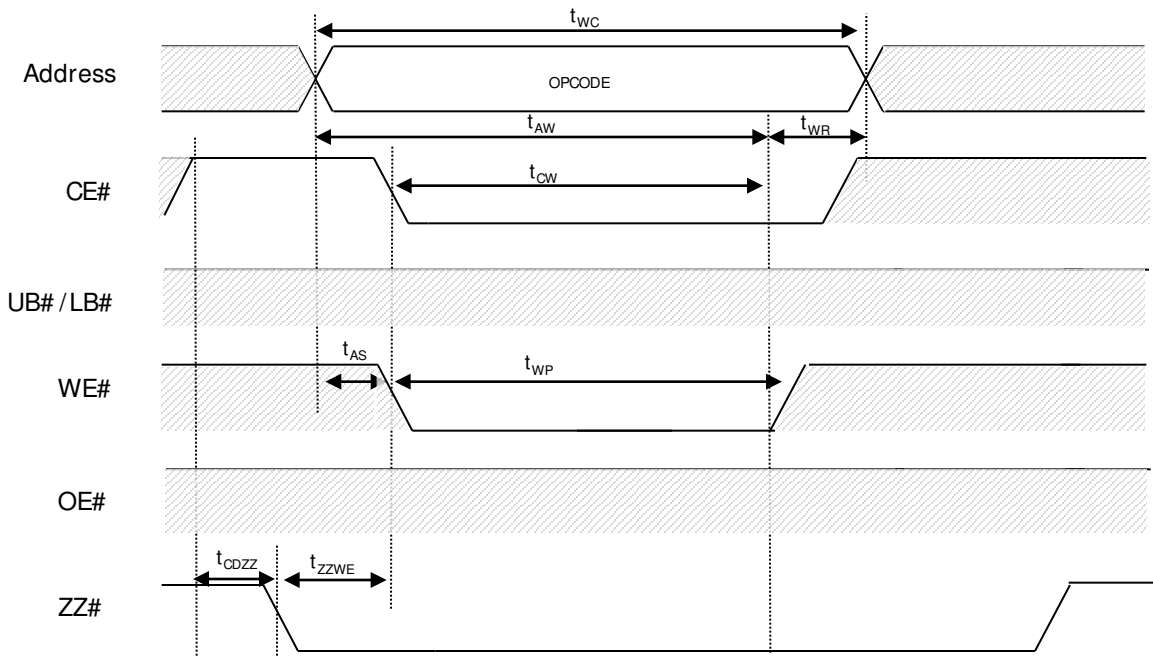 tWC
Address
OPCODE
tAW
tWR
CE#
tCW
UB# / LB#
tAS
tWP
WE#
OE#
tCDZZ
tZZWE
ZZ#